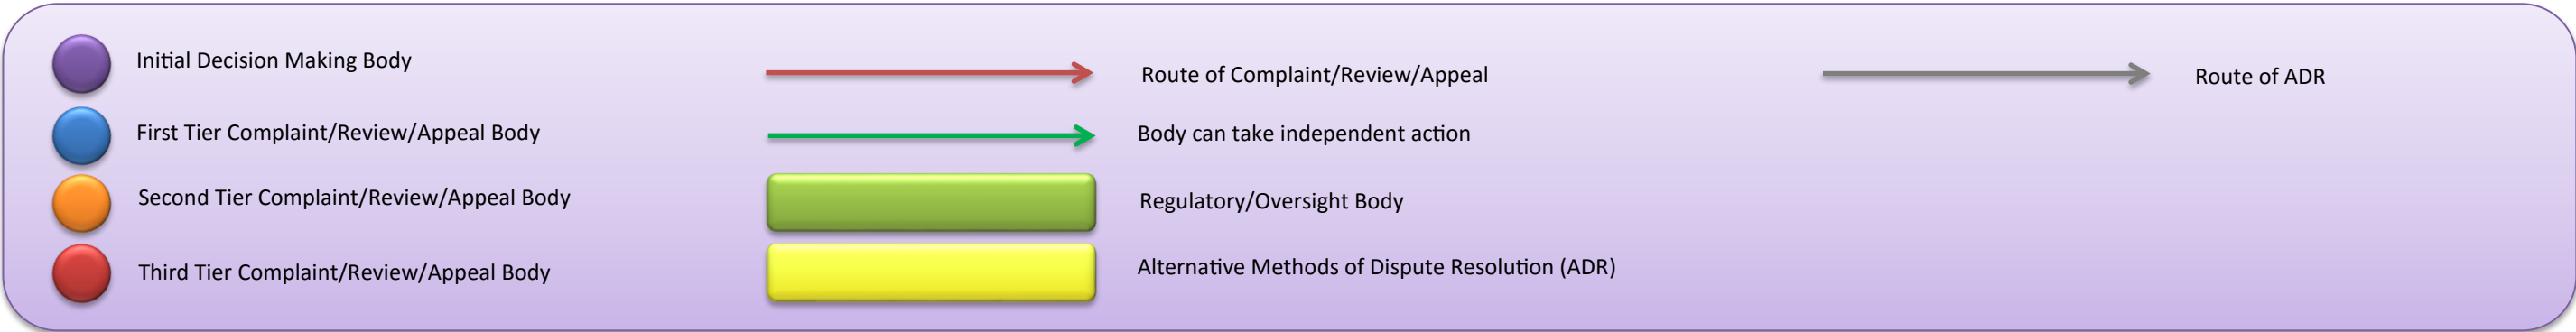 Initial Decision Making Body
First Tier Complaint/Review/Appeal Body
Second Tier Complaint/Review/Appeal Body
Third Tier Complaint/Review/Appeal Body
Route of Complaint/Review/Appeal
Body can take independent action
Regulatory/Oversight Body
Alternative Methods of Dispute Resolution (ADR)
Route of ADR